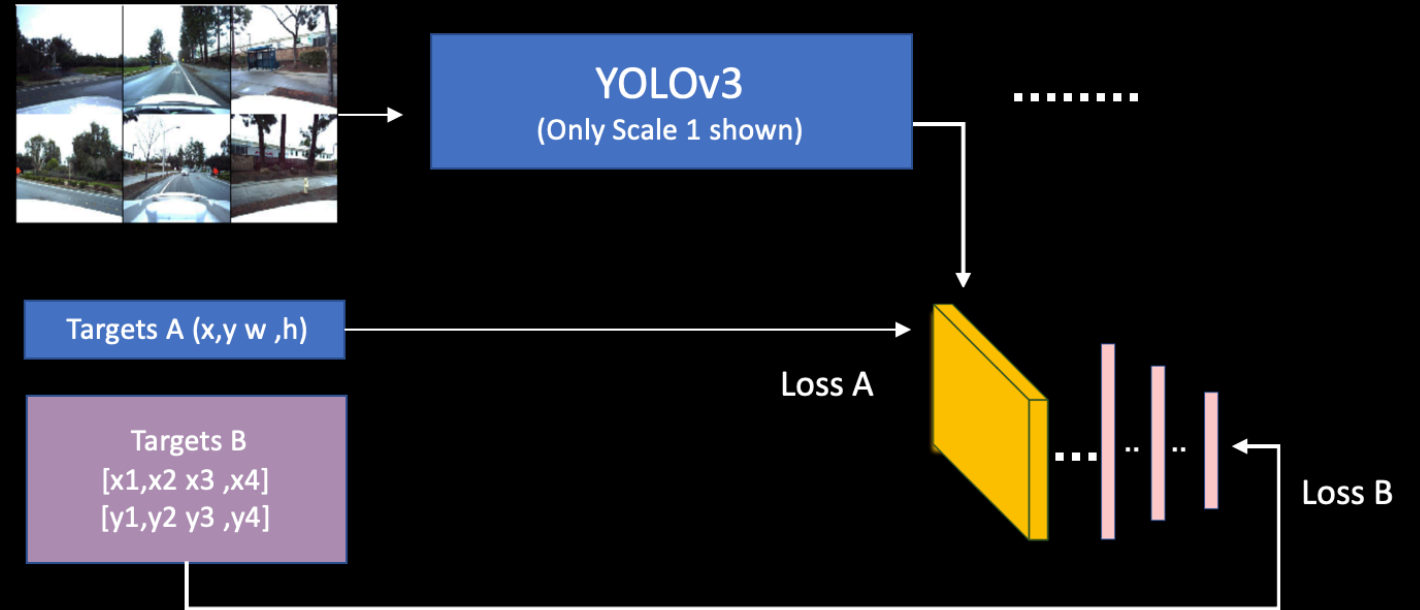 YOLOv3
(Only Scale 1 shown)
Targets A (x,y w ,h)
Loss A
Targets B
[x1,x2 x3 ,x4]
[y1,y2 y3 ,y4]
Loss B